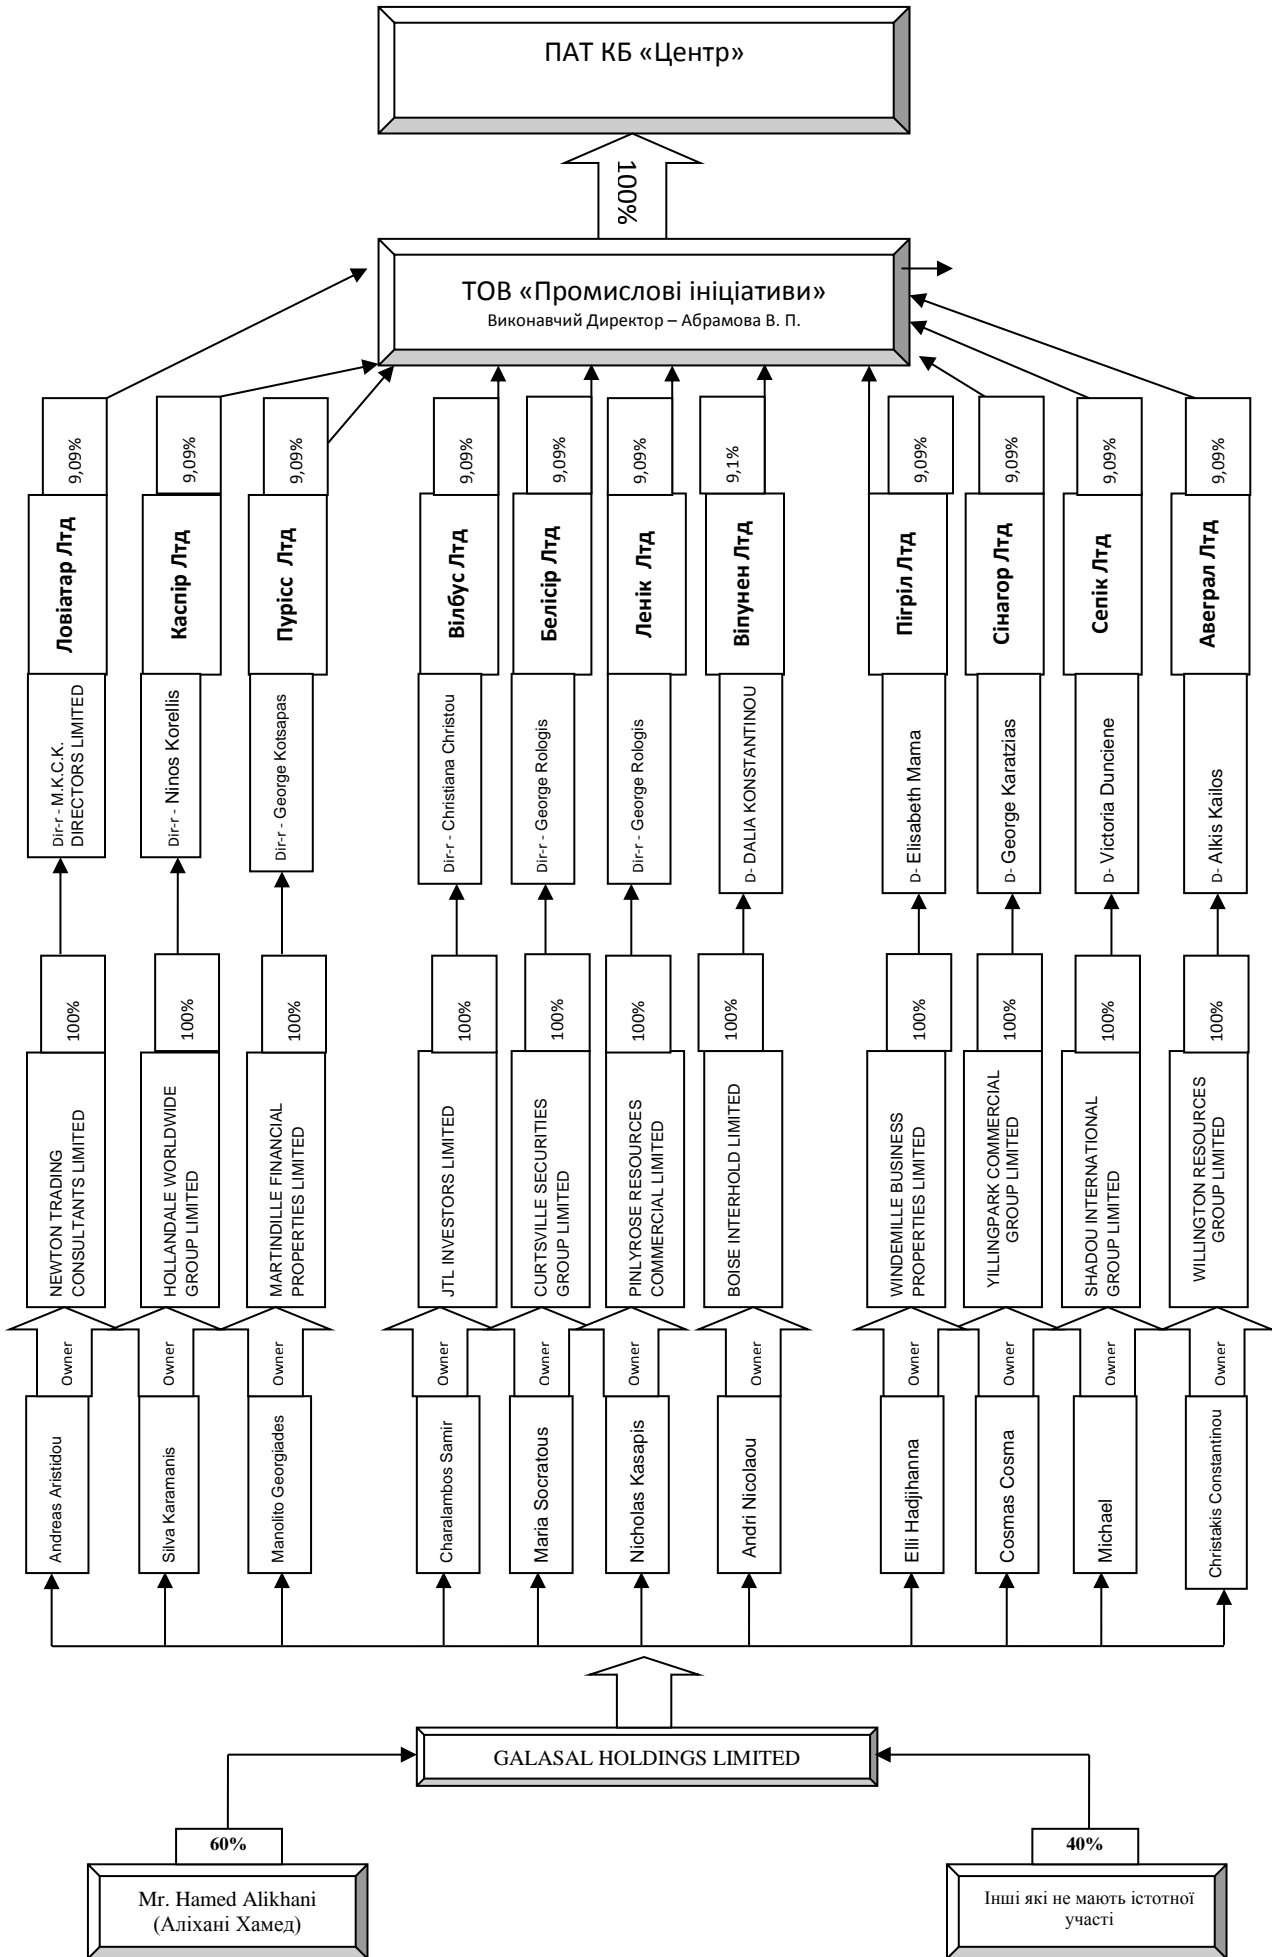 ПАТ КБ «Центр»
100%
ТОВ «Промислові ініціативи»
Виконавчий Директор – Абрамова В. П.
9,09%
9,09%
9,09%
9,09%
9,09%
9,09%
9,1%
9,09%
9,09%
9,09%
9,09%
Ловіатар Лтд
Каспір Лтд
Пурісс Лтд
Вілбус Лтд
Белісір Лтд
Ленік Лтд
Віпунен Лтд
Пігріл Лтд
Сінагор Лтд
Сепік Лтд
Авеграл Лтд
Dir-r - M.K.C.K.
DIRECTORS LIMITED
Dir-r - Ninos Korellis
Dir-r - George Kotsapas
Dir-r - Christiana Christou
Dir-r - George Rologis
Dir-r - George Rologis
D- DALIA KONSTANTINOU
D- Elisabeth Mama
D- George Karatzias
D- Victoria Dunciene
D- Alkis Kailos
100%
100%
100%
100%
100%
100%
100%
100%
100%
100%
100%
NEWTON TRADING
CONSULTANTS LIMITED
HOLLANDALE WORLDWIDE
GROUP LIMITED
MARTINDILLE FINANCIAL
PROPERTIES LIMITED
JTL INVESTORS LIMITED
CURTSVILLE SECURITIES
GROUP LIMITED
PINLYROSE RESOURCES
COMMERCIAL LIMITED
BOISE INTERHOLD LIMITED
WINDEMILLE BUSINESS
PROPERTIES LIMITED
YILLINGPARK COMMERCIAL
GROUP LIMITED
SHADOU INTERNATIONAL
GROUP LIMITED
WILLINGTON RESOURCES
GROUP LIMITED
Owner
Owner
Owner
Owner
Owner
Owner
Owner
Owner
Owner
Owner
Owner
Andreas Aristidou
Silva Karamanis
Manolito Georgiades
Charalambos Samir
Maria Socratous
Nicholas Kasapis
Andri Nicolaou
Elli Hadjihanna
Cosmas Cosma
Michael
Christakis Constantinou
GALASAL HOLDINGS LIMITED
60%
40%
Mr. Hamed Alikhani
(Аліхані Хамед)
Інші які не мають істотної
участі